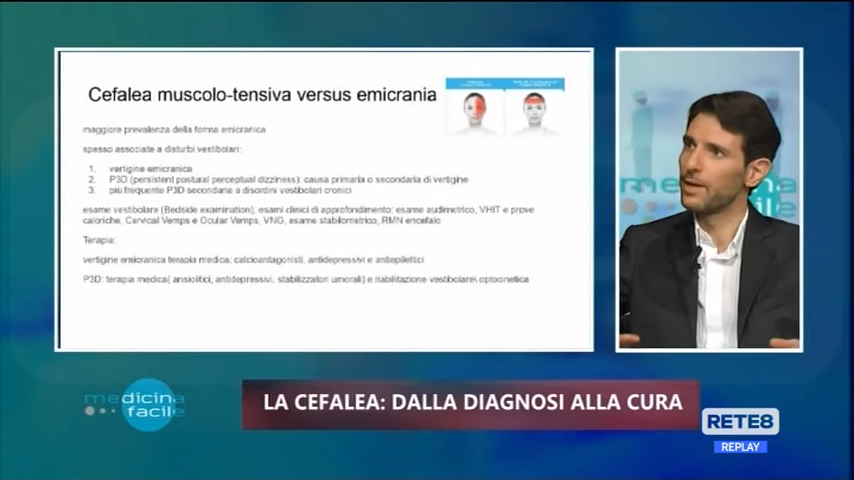 Cefalea muscolo-tensiva versus emicrania
maggiore prevalenza della forma emicranica
spesso associate a disturbi vestibolari:
1. vertigine emicranica
2. P3D (persistent postural perceptual dizziness): causa primaria o secondaria di vertigine
3. più frequente P3D secondarie a disordini vestibolari cronici
esame vestibolare (Bedside examination), esami clinici di approfondimento: esame audimetrico, VHIT e prove
caloriche, Cervical Vemps e Ocular Vemps, VNG, esame stabilometrico, RMN encefalo
Terapia:
vertigine emicranica terapia medica: calcioantagonisti, antidepressivi e antiepilettici
P3D: terapia medica( ansiolitici, antidepressivi, stabilizzatori umorali) e riabilitazione vestibolare\ optocinetica
medicina
facile
LA CEFALEA: DALLA DIAGNOSI ALLA CURA
RETE8
REPLAY